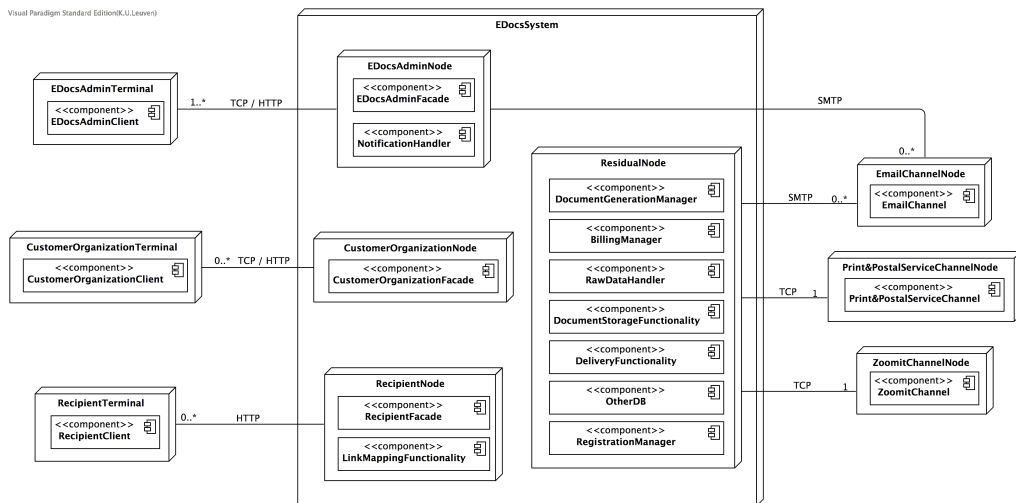 Visual Paradigm Standard Edition(K.U.Leuven)
EDocsSystem
EDocsAdminTerminal
<<component>>
EDocsAdminClient
1..*
TCP / HTTP
EDocsAdminNode
<<component>>
EDocsAdminFacade
<<component>>
NotificationHandler
SMTP
0..*
EmailChannelNode
<<component>>
EmailChannel
ResidualNode
<<component>>
DocumentGenerationManager
<<component>>
BillingManager
<<component>>
RawDataHandler
<<component>>
DocumentStorageFunctionality
<<component>>
DeliveryFunctionality
<<component>>
OtherDB
<<component>>
RegistrationManager
SMTP
0..*
CustomerOrganizationTerminal
<<component>>
CustomerOrganizationClient
0..*
TCP / HTTP
CustomerOrganizationNode
<<component>>
CustomerOrganizationFacade
TCP
1
Print&PostalServiceChannelNode
<<component>>
Print&PostalServiceChannel
TCP
1
ZoomitChannelNode
<<component>>
ZoomitChannel
RecipientTerminal
<<component>>
RecipientClient
0..*
HTTP
RecipientNode
<<component>>
RecipientFacade
<<component>>
LinkMappingFunctionality